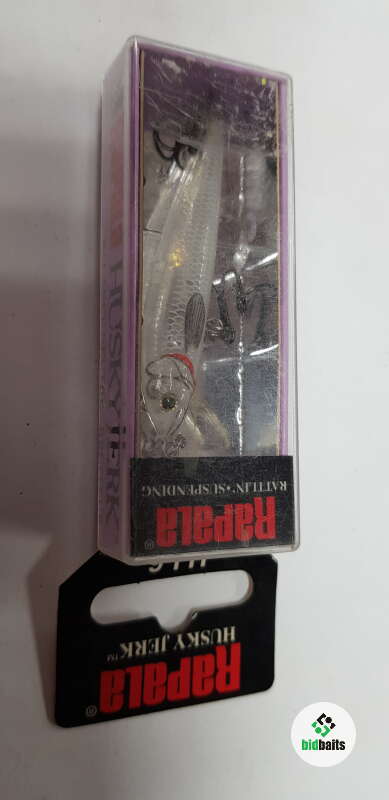 HUSKY JERK
RATTLIN' • SUSPENDING
Rapala®
HUSKY JERK™
Rapala®
bidbaits